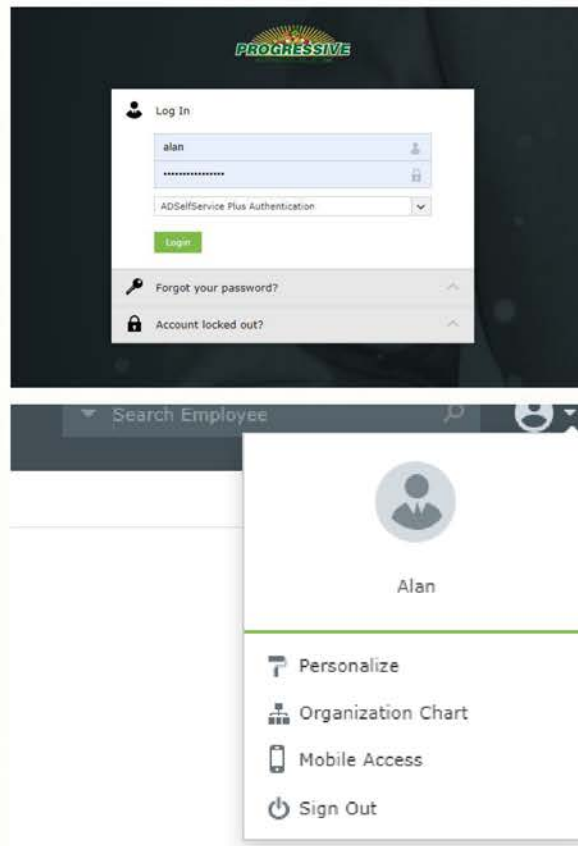 PROGRESSIVE
Log In
alan
ADSelfService Plus Authentication
Login
Forgot your password?
Account locked out?
Search Employee
Alan
Personalize
Organization Chart
Mobile Access
Sign Out